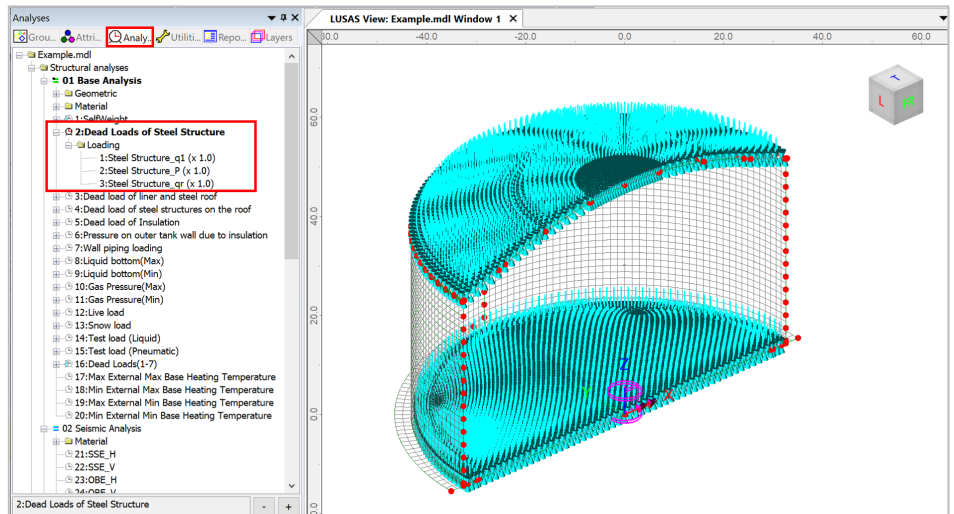 Analyses
LUSAS View: Example.mdl Window 1 X
Grou... Attri... Analy... Utiliti... Repo... Layers
Example.mdl
Structural analyses
01 Base Analysis
Geometric
Material
1:SelfWeight
2:Dead Loads of Steel Structure
Loading
1:Steel Structure_q1 (x 1.0)
2:Steel Structure_P (x 1.0)
3:Steel Structure_qr (x 1.0)
3:Dead load of liner and steel roof
4:Dead load of steel structures on the roof
5:Dead load of Insulation
6:Pressure on outer tank wall due to insulation
7:Wall piping loading
8:Liquid bottom(Max)
9:Liquid bottom(Min)
10:Gas Pressure(Max)
11:Gas Pressure(Min)
12:Live load
13:Snow load
14:Test load (Liquid)
15:Test load (Pneumatic)
16:Dead Loads(1-7)
17:Max External Max Base Heating Temperature
18:Min External Max Base Heating Temperature
19:Max External Min Base Heating Temperature
20:Min External Min Base Heating Temperature
02 Seismic Analysis
Material
21:SSE_H
22:SSE_V
23:OBE_H
24:OBE_V
2:Dead Loads of Steel Structure - +
-40.0 -20.0 0.0 20.0 40.0 60.0
60.0
40.0
20.0
0.0
Z
Y
X
L